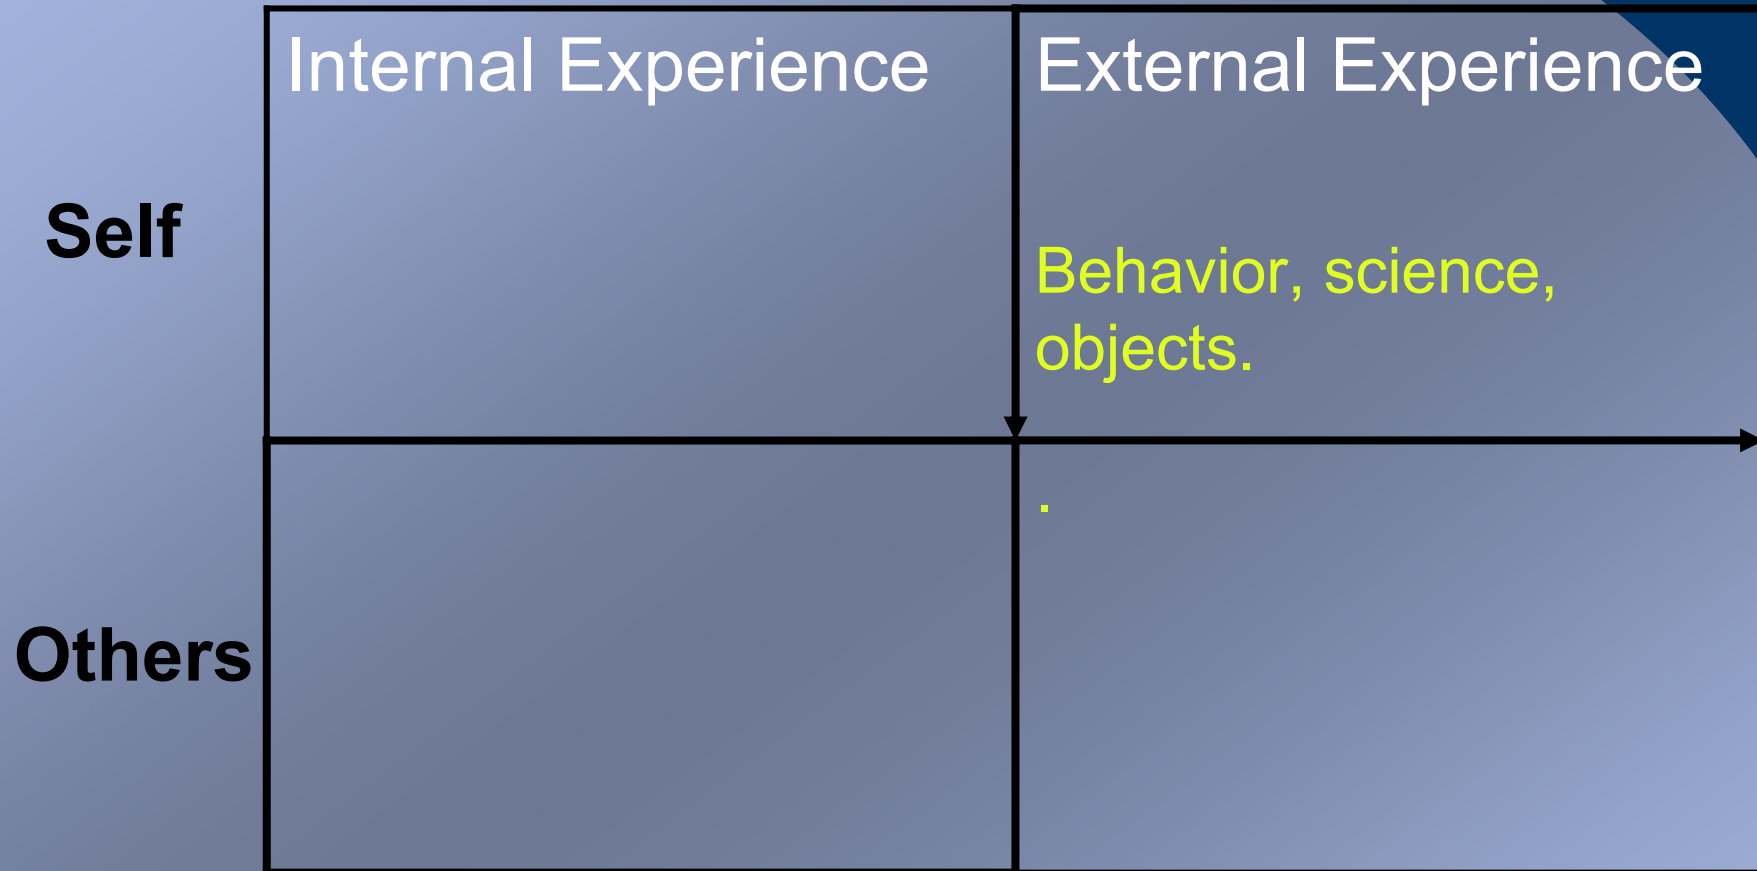 Internal Experience
External Experience
Self
Behavior, science,
objects.
.
Others